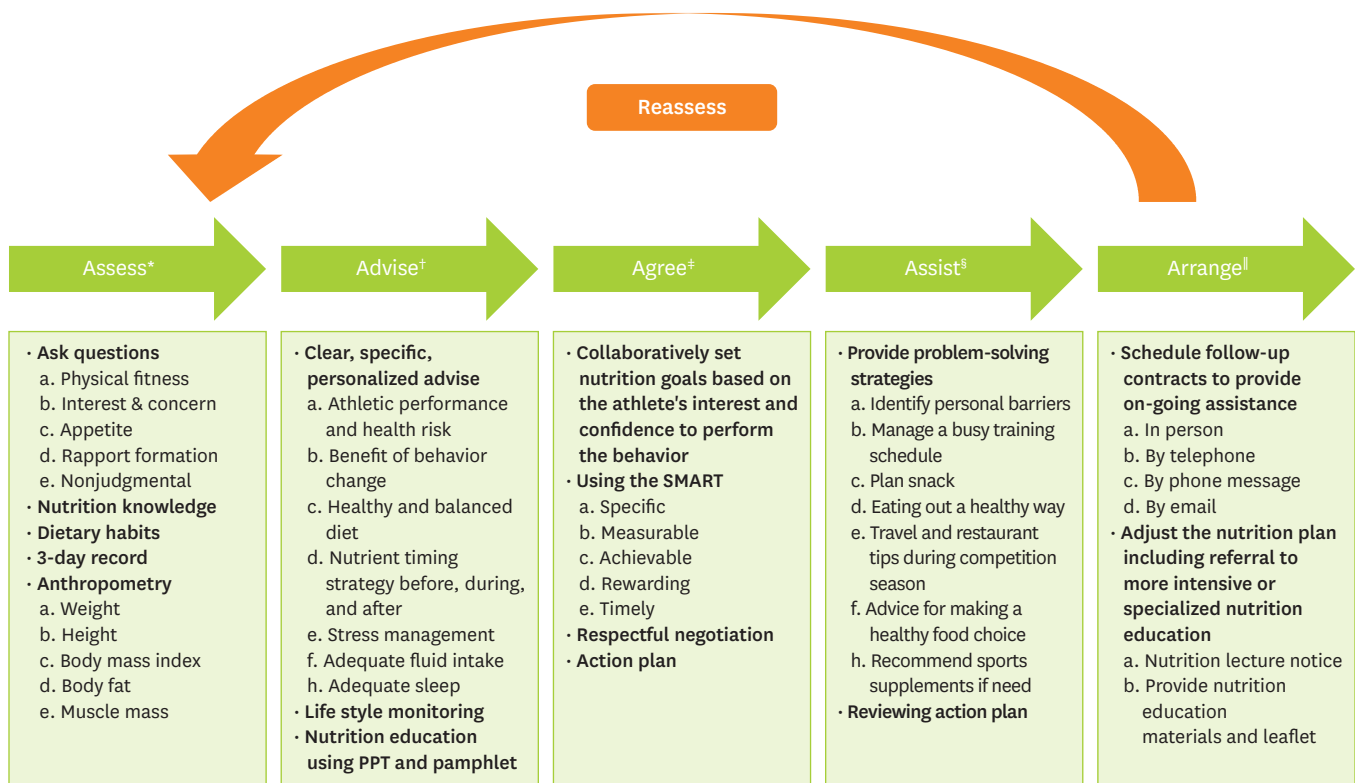 Reassess
Assess*
Advise†
Agree‡
Assist§
Arrange∥
· Ask questions
a. Physical fitness
b. Interest & concern
c. Appetite
d. Rapport formation
e. Nonjudgmental
· Nutrition knowledge
· Dietary habits
· 3-day record
· Anthropometry
a. Weight
b. Height
c. Body mass index
d. Body fat
e. Muscle mass
· Clear, specific,
personalized advise
a. Athletic performance
and health risk
b. Benefit of behavior
change
c. Healthy and balanced
diet
d. Nutrient timing
strategy before, during,
and after
e. Stress management
f. Adequate fluid intake
h. Adequate sleep
· Life style monitoring
· Nutrition education
using PPT and pamphlet
· Collaboratively set
nutrition goals based on
the athlete's interest and
confidence to perform
the behavior
· Using the SMART
a. Specific
b. Measurable
c. Achievable
d. Rewarding
e. Timely
· Respectful negotiation
· Action plan
· Provide problem-solving
strategies
a. Identify personal barriers
b. Manage a busy training
schedule
c. Plan snack
d. Eating out a healthy way
e. Travel and restaurant
tips during competition
season
f. Advice for making a
healthy food choice
h. Recommend sports
supplements if need
· Reviewing action plan
· Schedule follow-up
contracts to provide
on-going assistance
a. In person
b. By telephone
c. By phone message
d. By email
· Adjust the nutrition plan
including referral to
more intensive or
specialized nutrition
education
a. Nutrition lecture notice
b. Provide nutrition
education
materials and leaflet